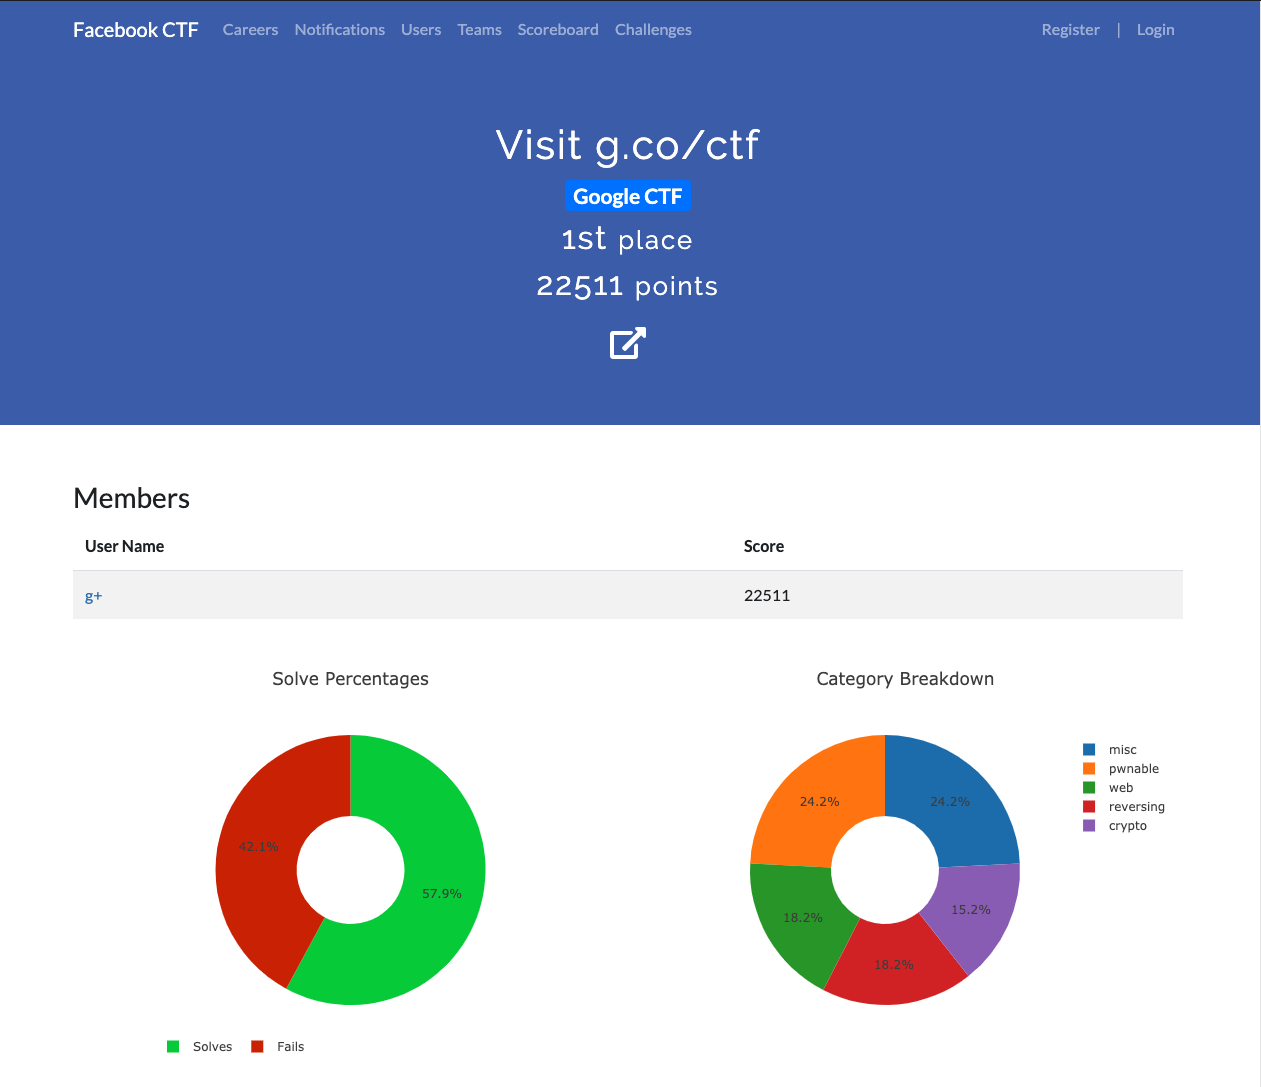 Facebook CTF Careers Notifications Users Teams Scoreboard Challenges Register | Login
Visit g.co/ctf
Google CTF
1st place
22511 points
Members
User Name Score
g+ 22511
Solve Percentages
42.1%
57.9%
Solves Fails
Category Breakdown
24.2% 24.2%
18.2% 15.2%
18.2%
misc
pwnable
web
reversing
crypto